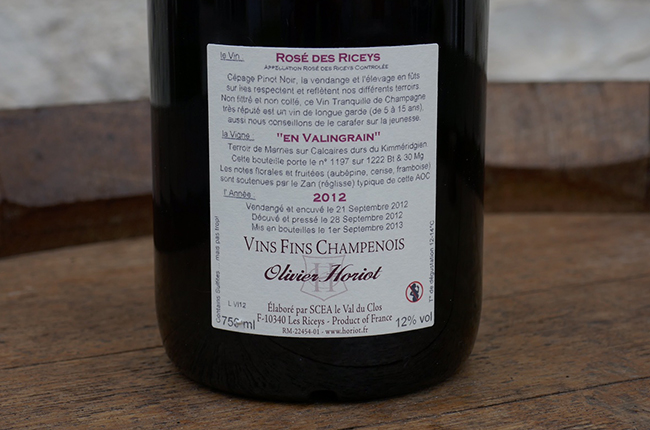 le Vin
ROSÉ DES RICEYS
APPELLATION ROSÉ DES RICEYS CONTRÔLÉE
Cépage Pinot Noir, la vendange et l'élevage en fûts
sur lies respectent et reflètent nos différents terroirs.
Non filtré et non collé, ce Vin Tranquille de Champagne
très réputé est un vin de longue garde (de 5 à 15 ans),
aussi nous conseillons de le carafer sur la jeunesse.
la Vigne
"EN VALINGRAIN"
Terroir de Marnes sur Calcaires durs du Kimméridgien
Cette bouteille porte le n° 1197 sur 1222 Bt & 30 Mg
Les notes florales et fruitées (aubépine, cerise, framboise)
sont soutenues par le Zan (réglisse) typique de cette AOC
l' Année
2012
Vendangé et encuvé le 21 Septembre 2012
Décuvé et pressé le 28 Septembre 2012
Mis en bouteilles le 1er Septembre 2013
VINS FINS CHAMPENOIS
H
Olivier Horiot
Élaboré par SCEA le Val du Clos
F-10340 Les Riceys - Product of France
RM-22454-01 - www.horiot.fr
L VI12
750 ml
12% vol
Contains Sulfites mais pas trop!
T° de dégustation 12-14°C